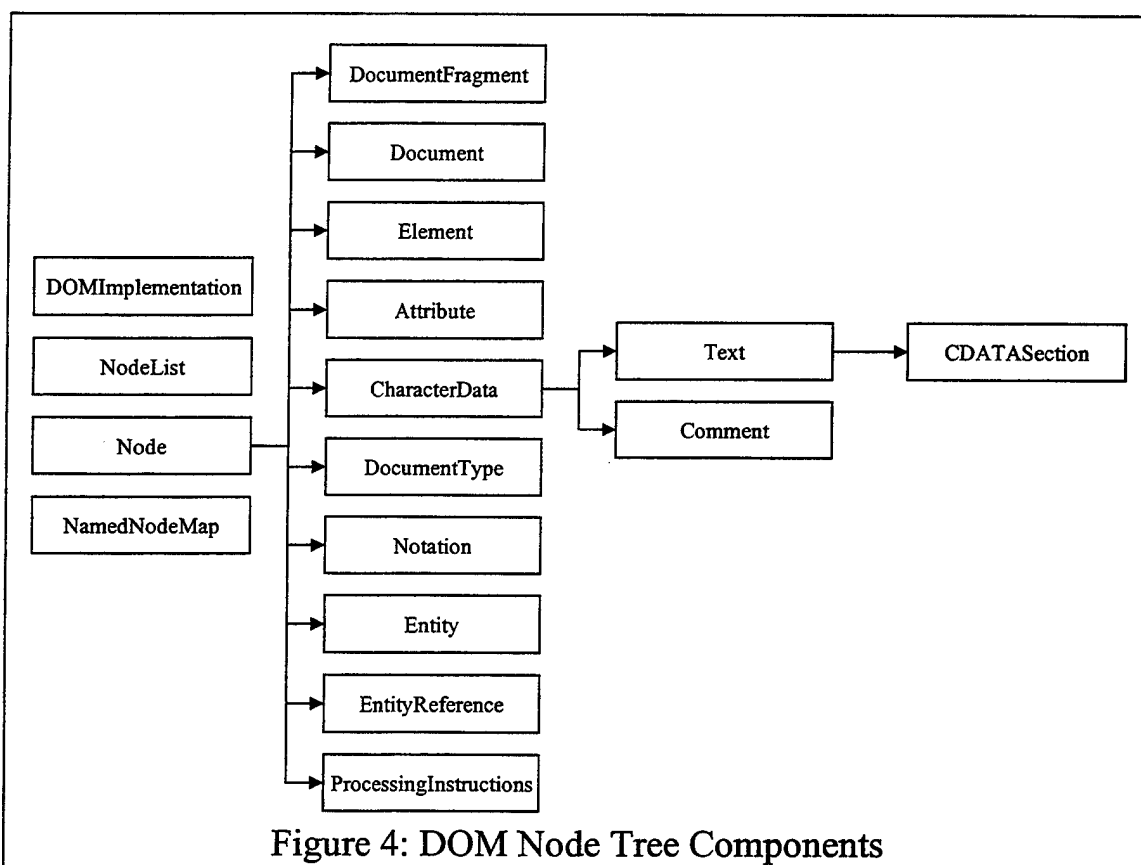 DocumentFragment
Document
Element
DOMImplementation
Attribute
NodeList
CharacterData
Text
CDATASection
Comment
Node
DocumentType
NamedNodeMap
Notation
Entity
EntityReference
ProcessingInstructions
Figure 4: DOM Node Tree Components